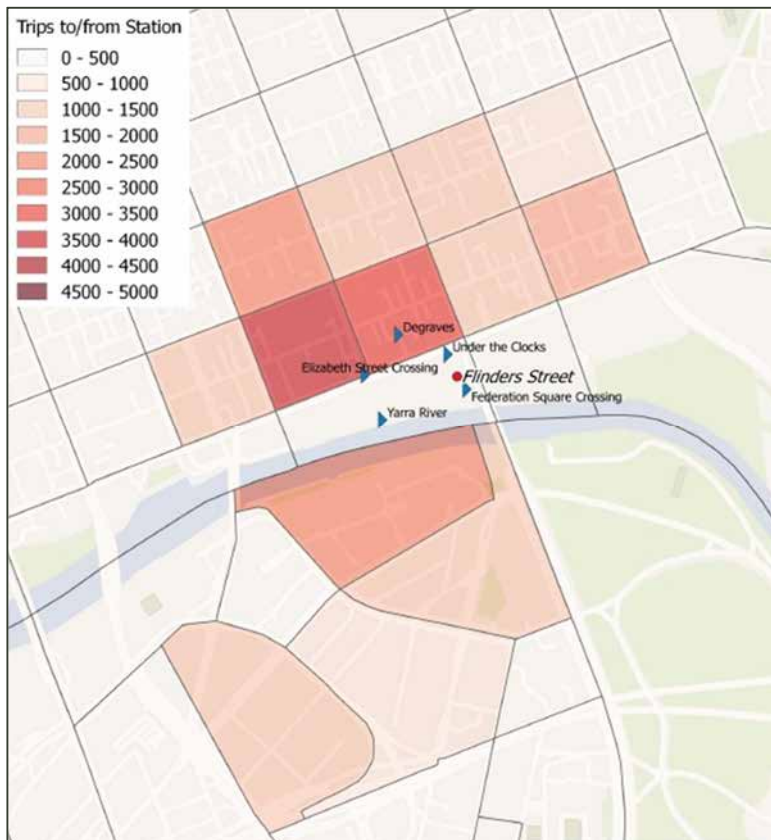 Trips to/from Station
0 - 500
500 - 1000
1000 - 1500
1500 - 2000
2000 - 2500
2500 - 3000
3000 - 3500
3500 - 4000
4000 - 4500
4500 - 5000
Degraves
Under the Clocks
Elizabeth Street Crossing
Flinders Street
Federation Square Crossing
Yarra River